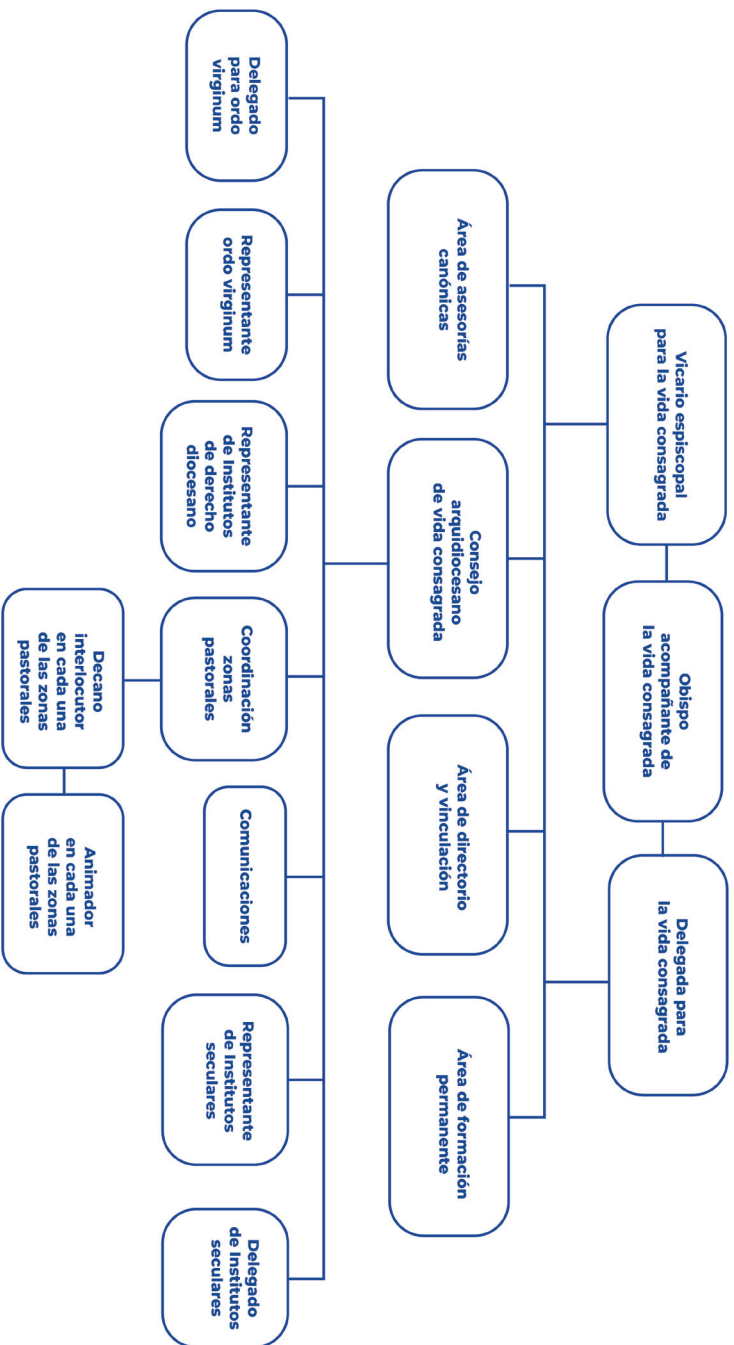 Vicario espiscopal
para la vida consagrada
Obispo
acompañante de
la vida consagrada
Delegada para
la vida consagrada
Área de asesorías
canónicas
Consejo
arquidiocesano
de vida consagrada
Área de directorio
y vinculación
Área de formación
permanente
Delegado
para ordo
virginum
Representante
ordo virginum
Representante
de Institutos
de derecho
diocesano
Coordinación
zonas
pastorales
Comunicaciones
Representante
de Institutos
seculares
Delegado
de Institutos
seculares
Decano
interlocutor
en cada una
de las zonas
pastorales
Animador
en cada una
de las zonas
pastorales